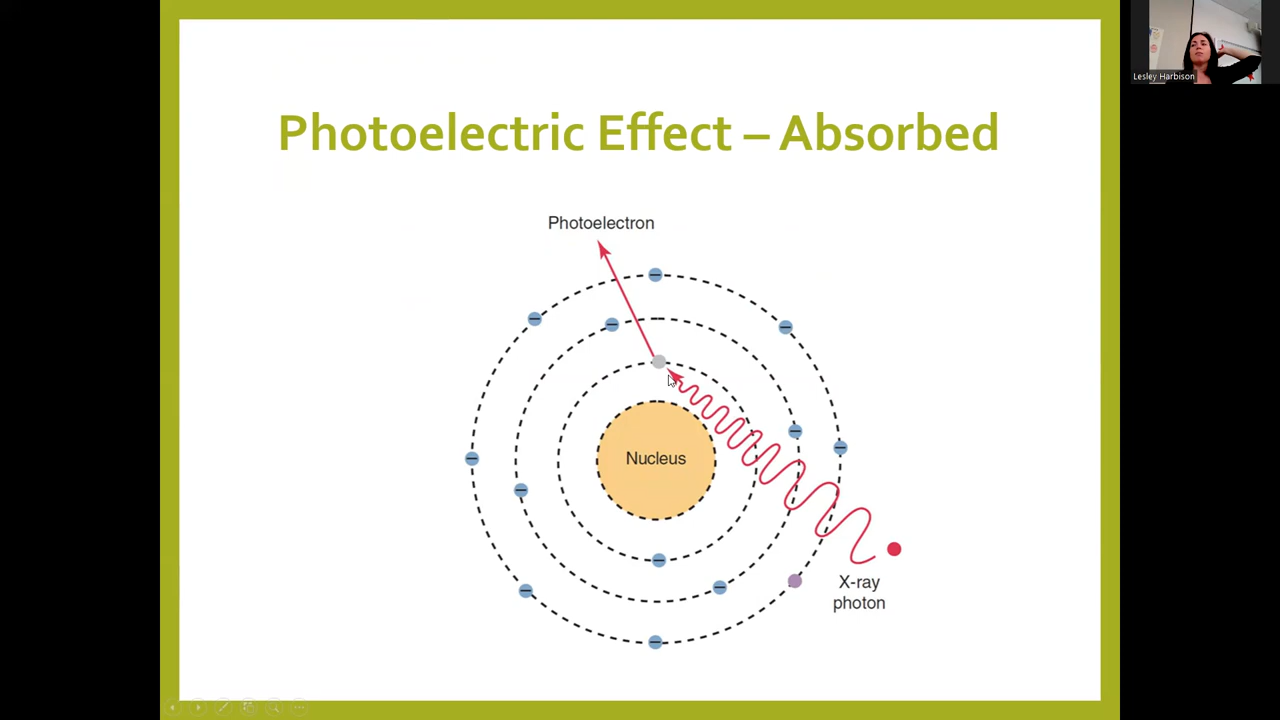 Photoelectric Effect – Absorbed
Lesley Harbison
Photoelectron
Nucleus
X-ray
photon